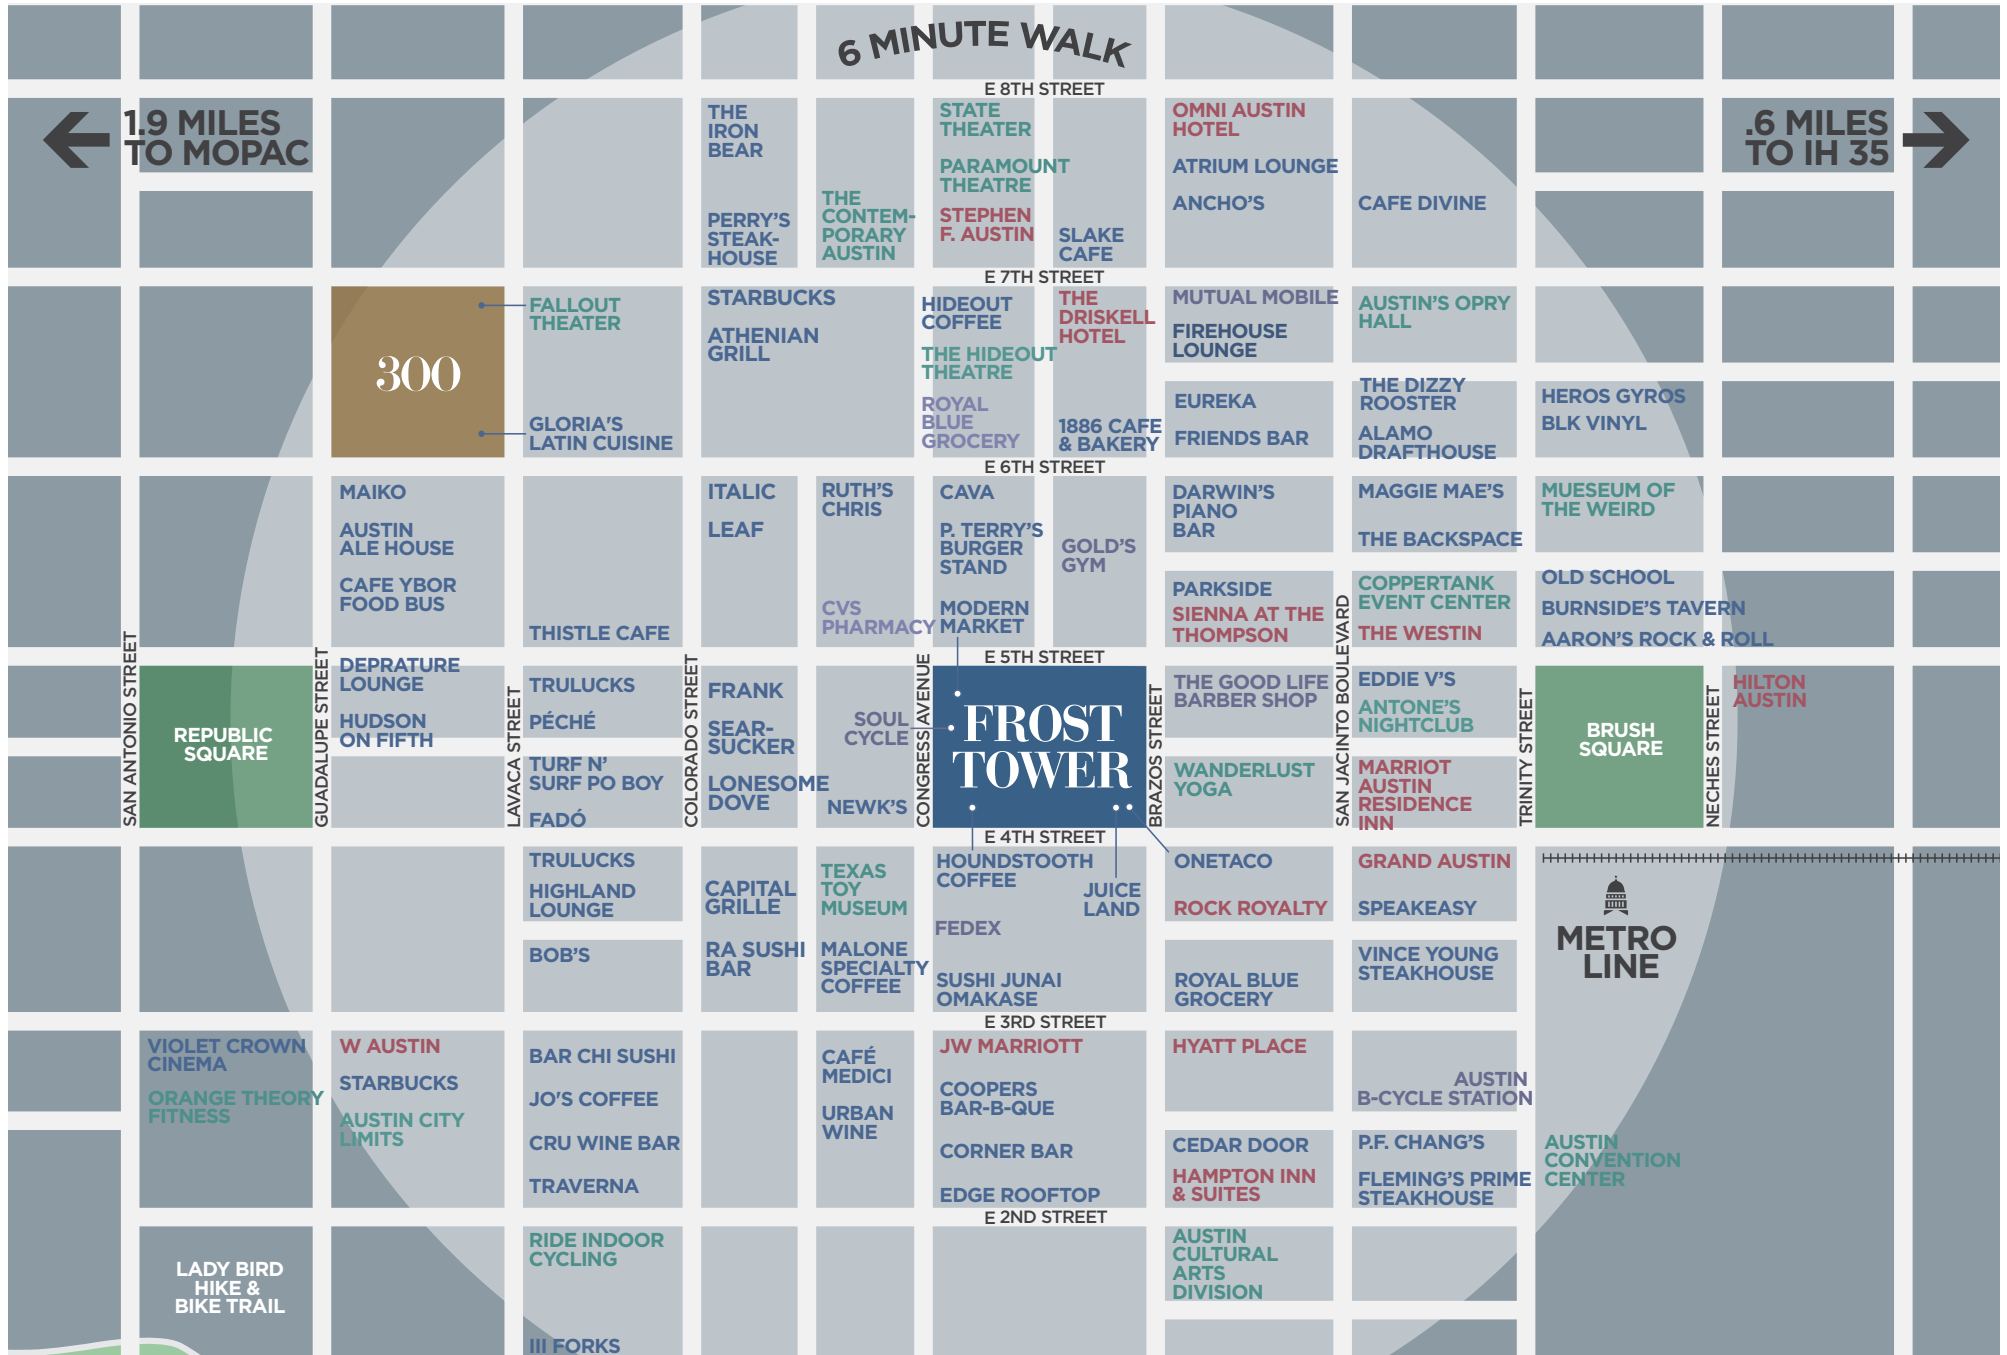 6 MINUTE WALK
E 8TH STREET
1.9 MILES
TO MOPAC
.6 MILES
TO IH 35
THE
IRON
BEAR
PERRY'S
STEAK-
HOUSE
THE
CONTEM-
PORARY
AUSTIN
STATE
THEATER
PARAMOUNT
THEATRE
STEPHEN
F. AUSTIN
SLAKE
CAFE
OMNI AUSTIN
HOTEL
ATRIUM LOUNGE
ANCHO'S
CAFE DIVINE
E 7TH STREET
300
FALLOUT
THEATER
GLORIA'S
LATIN CUISINE
STARBUCKS
ATHENIAN
GRILL
HIDEOUT
COFFEE
THE HIDEOUT
THEATRE
ROYAL
BLUE
GROCERY
THE
DRISKELL
HOTEL
1886 CAFE
& BAKERY
MUTUAL MOBILE
FIREHOUSE
LOUNGE
EUREKA
FRIENDS BAR
AUSTIN'S OPRY
HALL
THE DIZZY
ROOSTER
ALAMO
DRAFTHOUSE
HEROS GYROS
BLK VINYL
E 6TH STREET
MAIKO
AUSTIN
ALE HOUSE
CAFE YBOR
FOOD BUS
THISTLE CAFE
ITALIC
LEAF
RUTH'S
CHRIS
CVS
PHARMACY
CAVA
P. TERRY'S
BURGER
STAND
MODERN
MARKET
GOLD'S
GYM
DARWIN'S
PIANO
BAR
PARKSIDE
SIENNA AT THE
THOMPSON
MAGGIE MAE'S
THE BACKSPACE
COPPERTANK
EVENT CENTER
THE WESTIN
MUESEUM OF
THE WEIRD
OLD SCHOOL
BURNSIDE'S TAVERN
AARON'S ROCK & ROLL
E 5TH STREET
SAN ANTONIO STREET
REPUBLIC
SQUARE
GUADALUPE STREET
DEPRATURE
LOUNGE
HUDSON
ON FIFTH
LAVACA STREET
TRULUCKS
PÉCHÉ
TURF N'
SURF PO BOY
FADÓ
COLORADO STREET
FRANK
SEAR-
SUCKER
LONESOME
DOVE
SOUL
CYCLE
NEWK'S
CONGRESS AVENUE
FROST
TOWER
BRAZOS STREET
THE GOOD LIFE
BARBER SHOP
WANDERLUST
YOGA
SAN JACINTO BOULEVARD
EDDIE V'S
ANTONE'S
NIGHTCLUB
MARRIOT
AUSTIN
RESIDENCE
INN
TRINITY STREET
BRUSH
SQUARE
NECHES STREET
HILTON
AUSTIN
E 4TH STREET
TRULUCKS
HIGHLAND
LOUNGE
BOB'S
CAPITAL
GRILLE
RA SUSHI
BAR
TEXAS
TOY
MUSEUM
MALONE
SPECIALTY
COFFEE
HOUNDSTOOTH
COFFEE
JUICE
LAND
FEDEX
SUSHI JUNAI
OMAKASE
ONETACO
ROCK ROYALTY
ROYAL BLUE
GROCERY
GRAND AUSTIN
SPEAKEASY
VINCE YOUNG
STEAKHOUSE
METRO
LINE
E 3RD STREET
VIOLET CROWN
CINEMA
ORANGE THEORY
FITNESS
W AUSTIN
STARBUCKS
AUSTIN CITY
LIMITS
BAR CHI SUSHI
JO'S COFFEE
CRU WINE BAR
TRAVERNA
CAFÉ
MEDICI
URBAN
WINE
JW MARRIOTT
COOPERS
BAR-B-QUE
CORNER BAR
EDGE ROOFTOP
HYATT PLACE
CEDAR DOOR
HAMPTON INN
& SUITES
AUSTIN
B-CYCLE STATION
P.F. CHANG'S
FLEMING'S PRIME
STEAKHOUSE
AUSTIN
CONVENTION
CENTER
E 2ND STREET
LADY BIRD
HIKE &
BIKE TRAIL
RIDE INDOOR
CYCLING
III FORKS
AUSTIN
CULTURAL
ARTS
DIVISION